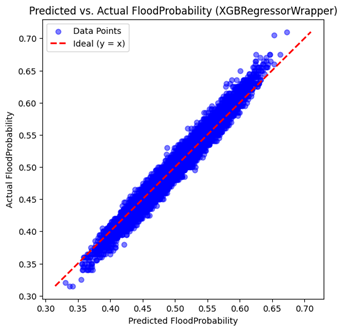 Predicted vs. Actual FloodProbability (XGBRegressorWrapper)
Data Points
Ideal (y = x)
0.70
0.65
0.60
0.55
0.50
0.45
0.40
0.35
0.30
Actual FloodProbability
0.30 0.35 0.40 0.45 0.50 0.55 0.60 0.65 0.70
Predicted FloodProbability